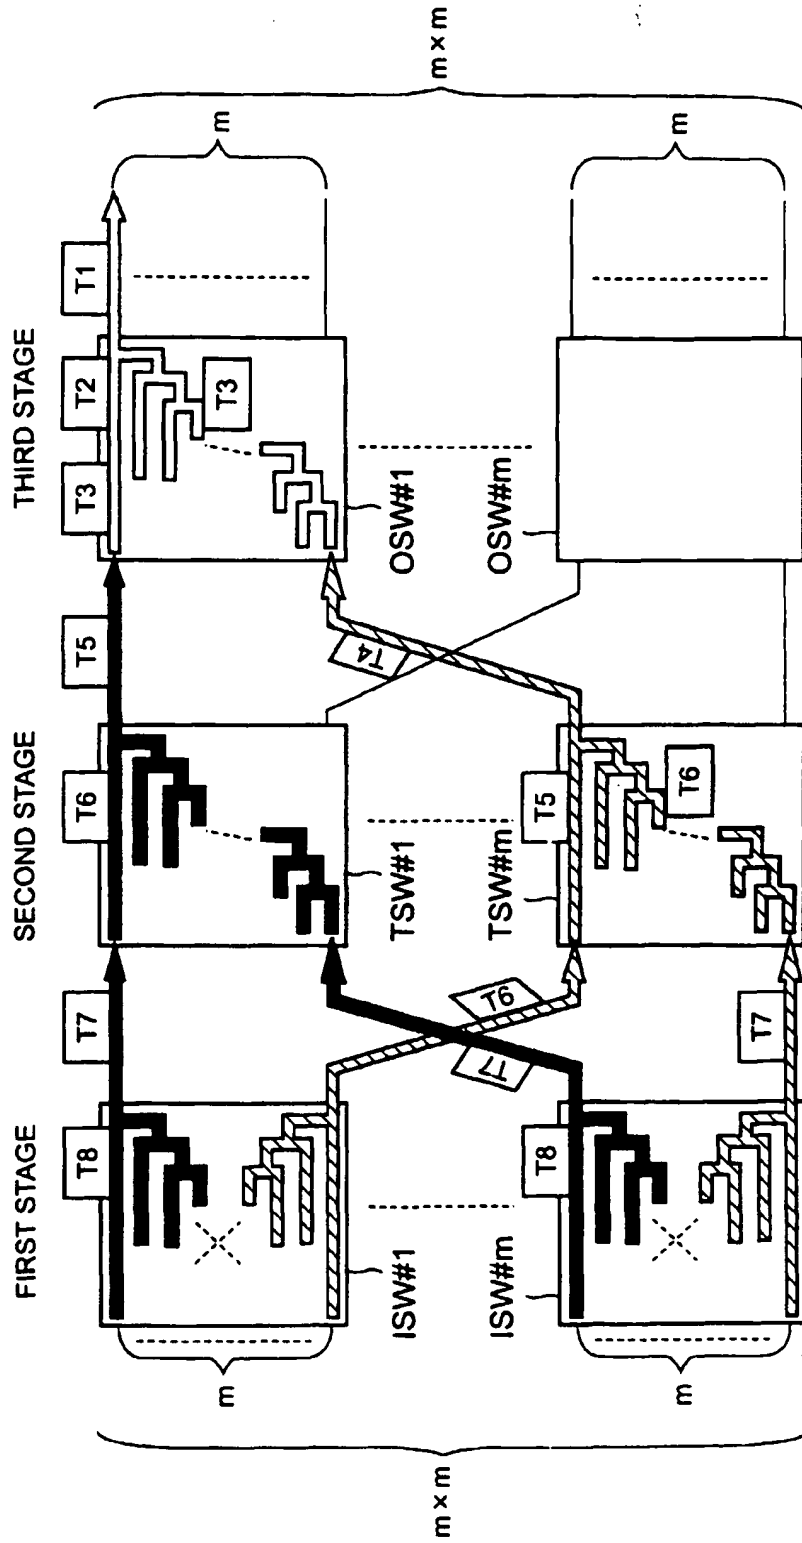 FIRST STAGE
SECOND STAGE
THIRD STAGE
T8
T7
T6
T5
T3
T2
T1
T3
m
m
m × m
m × m
ISW#1
TSW#1
OSW#1
T7
T6
T4
ISW#m
TSW#m
OSW#m
T8
T5
T6
T7
m
m